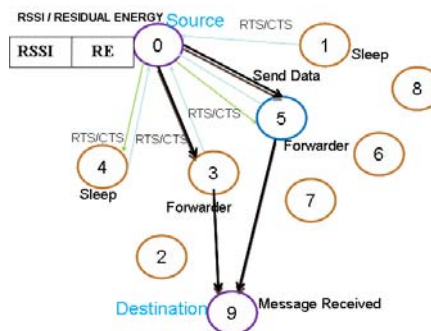 RSSI / RESIDUAL ENERGY Source
RSSI RE
0
RTS/CTS
1
Sleep
Send Data
8
RTS/CTS
5
Forwarder
RTS/CTS
RTS/CTS
6
4
Sleep
3
Forwarder
7
2
Destination
9
Message Received